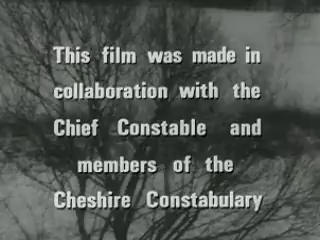 This film was made in
collaboration with the
Chief Constable and
members of the
Cheshire Constabulary